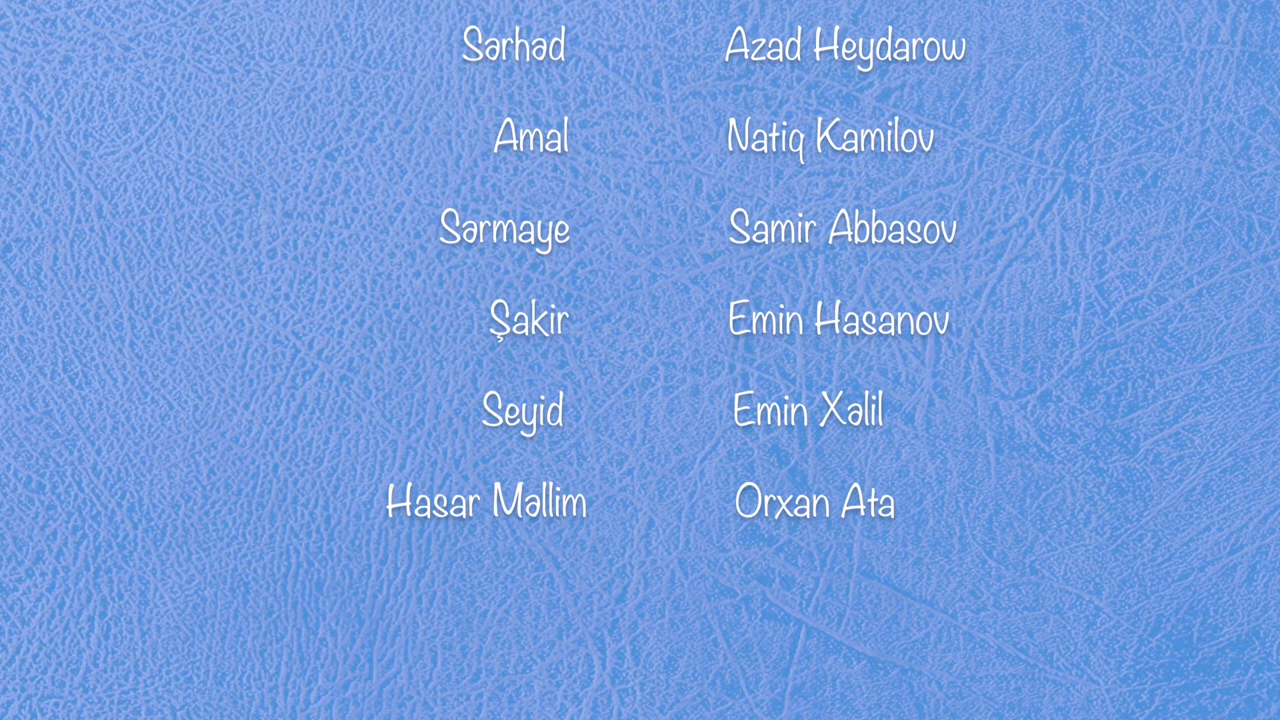 Sərhəd Azad Heydarow
Amal Natiq Kamilov
Sərmaye Samir Abbasov
Şakir Emin Hasanov
Seyid Emin Xəlil
Hasar Məllim Orxan Ata